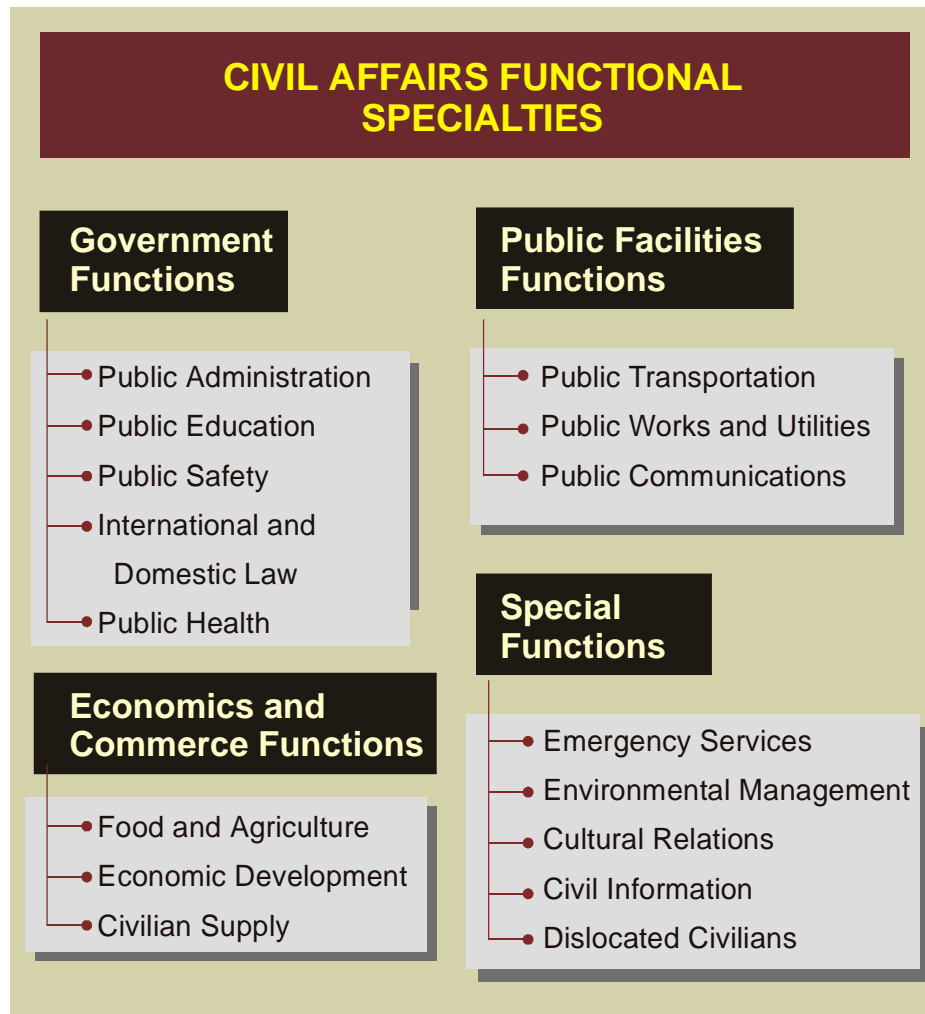 CIVIL AFFAIRS FUNCTIONAL
SPECIALTIES
Government
Functions
Public Administration
Public Education
Public Safety
International and
Domestic Law
Public Health
Economics and
Commerce Functions
Food and Agriculture
Economic Development
Civilian Supply
Public Facilities
Functions
Public Transportation
Public Works and Utilities
Public Communications
Special
Functions
Emergency Services
Environmental Management
Cultural Relations
Civil Information
Dislocated Civilians